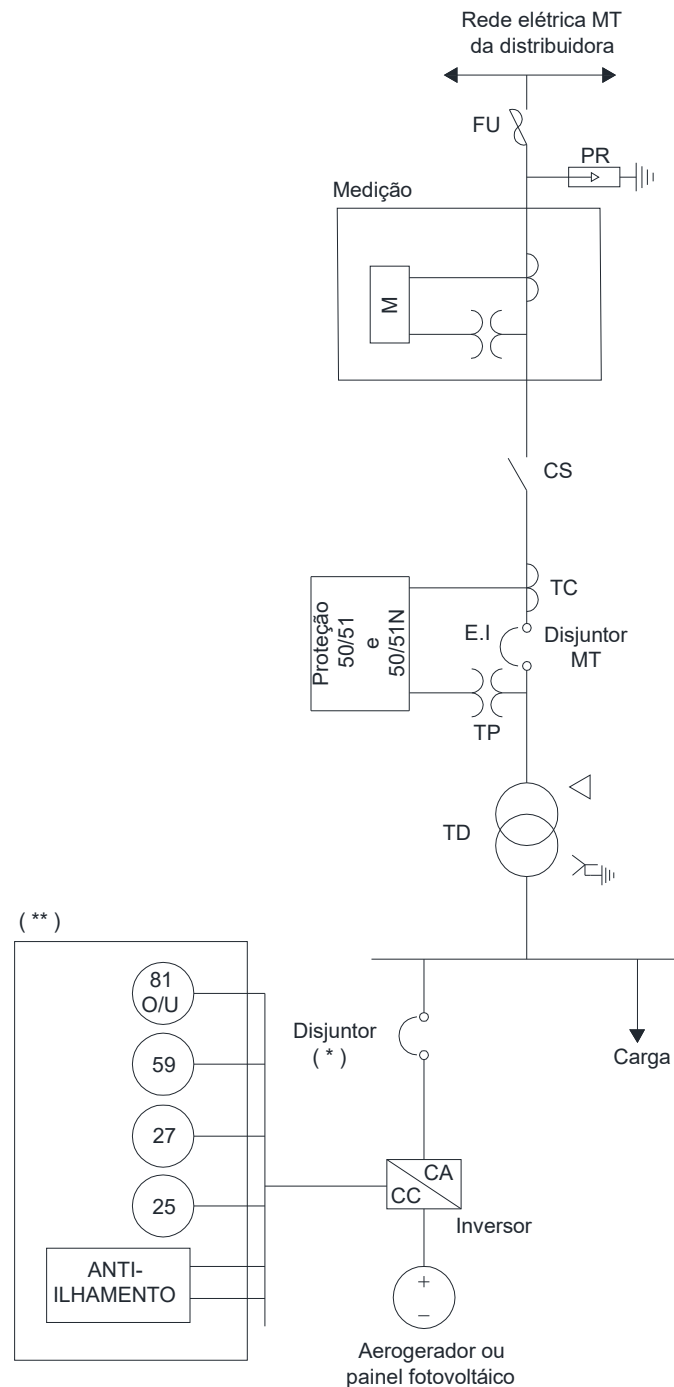 Rede elétrica MT
da distribuidora
FU
PR
Medição
M
CS
TC
Proteção
50/51
e
50/51N
E.I
Disjuntor
MT
TP
TD
( ** )
81
O/U
59
Disjuntor
( * )
Carga
27
CA
CC
25
Inversor
ANTI-
ILHAMENTO
+
–
Aerogerador ou
painel fotovoltáico